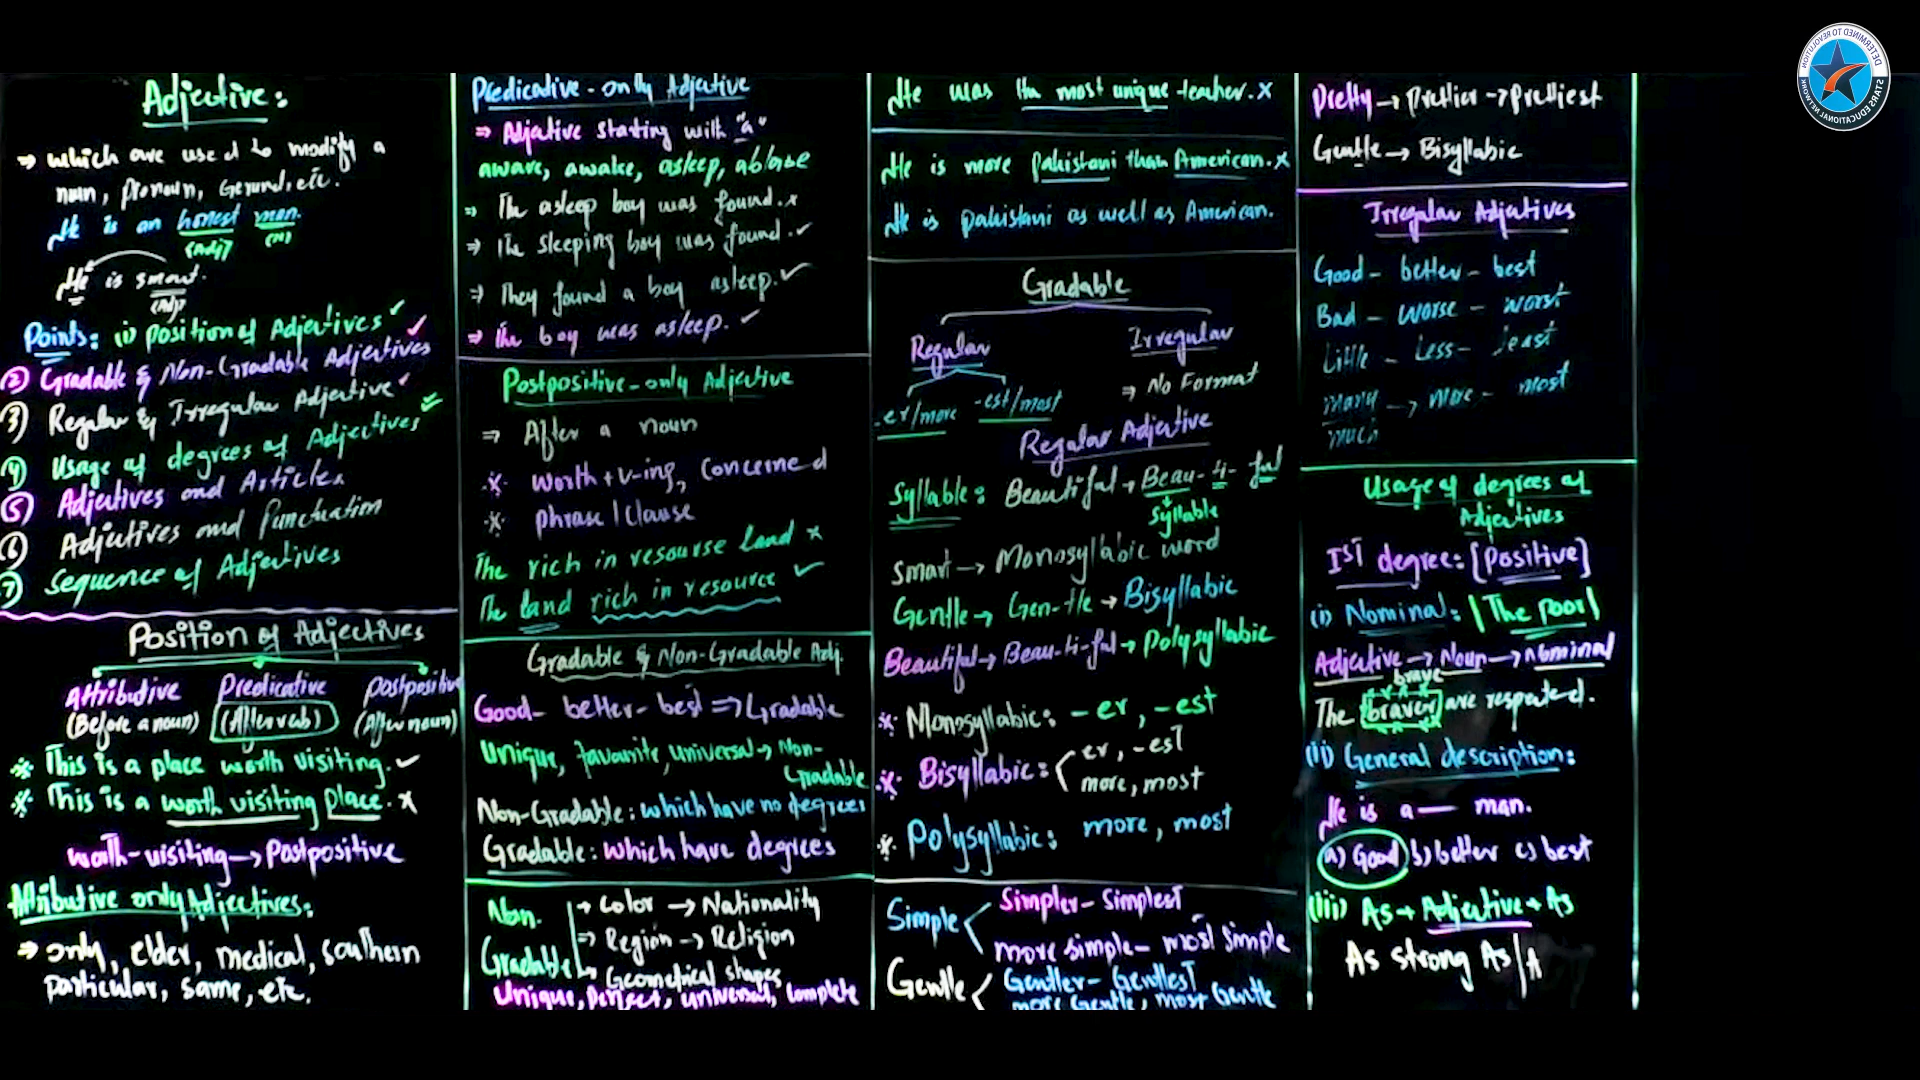 Adjective:
⇒ which are used to modify a
noun, pronoun, Gerund, etc.
He is an honest man.
(Adj) (N)
He is smart.
(Adj)
Points: (i) position of Adjectives ✓
② Gradable & Non-Gradable Adjectives ✓
③ Regular & Irregular Adjective ✓
④ Usage of degrees of Adjectives ✓
⑤ Adjectives and Articles
⑥ Adjectives and Punctuation
⑦ Sequence of Adjectives
Position of Adjectives
Attributive Predicative Postpositive
(Before a noun) (After verb) (After noun)
* This is a place worth visiting. ✓
* This is a worth visiting place. ×
worth-visiting → Postpositive
Attributive only Adjectives:
⇒ only, elder, medical, southern
particular, same, etc.
Predicative-only Adjective
⇒ Adjective starting with "a"
aware, awake, asleep, ablaze
⇒ The asleep boy was found. ×
⇒ The sleeping boy was found. ✓
⇒ They found a boy asleep. ✓
⇒ The boy was asleep. ✓
Postpositive-only Adjective
⇒ After a noun
* worth + v-ing, concerned
* phrase/clause
The rich in resourse land ×
The land rich in resource ✓
Gradable & Non-Gradable Adj.
Good - better - best ⇒ Gradable
Unique, favourite, universal → Non-
Gradable
Non-Gradable: which have no degrees
Gradable: which have degrees
Non. → Color → Nationality
⇒ Region → Religion
Gradable → Geometical shapes
Unique, perfect, universal, complete
He was the most unique teacher. ×
He is more pakistani than American. ×
He is pakistani as well as American.
Gradable
Regular Irregular
⇒ No Format
-er/more -est/most
Regular Adjective
Syllable: Beautiful → Beau-ti-ful
Syllable
Smart → Monosyllabic word
Gentle → Gen-tle → Bisyllabic
Beautiful → Beau-ti-ful → Polysyllabic
* Monosyllabic: -er, -est
* Bisyllabic: er, -est
more, most
* Polysyllabic: more, most
Simple Simpler - Simplest
more simple - most simple
Gentle Gentler - Gentlest
more Gentle, most Gentle
Pretty → Prettier → Prettiest
Gentle → Bisyllabic
Irregular Adjectives
Good - better - best
Bad - worse - worst
Little - Less - least
many → more - most
much
Usage of degrees of
Adjectives
Ist degree: [Positive]
(i) Nominal: |The poor|
Adjective → Noun → Nominal
brave
The braver are respected.
(ii) General description:
He is a — man.
a) Good b) better c) best
(iii) As + Adjective + As
As strong As
DETERMINED TO REVOLUTION
STARS EDUCATIONAL NETWORK